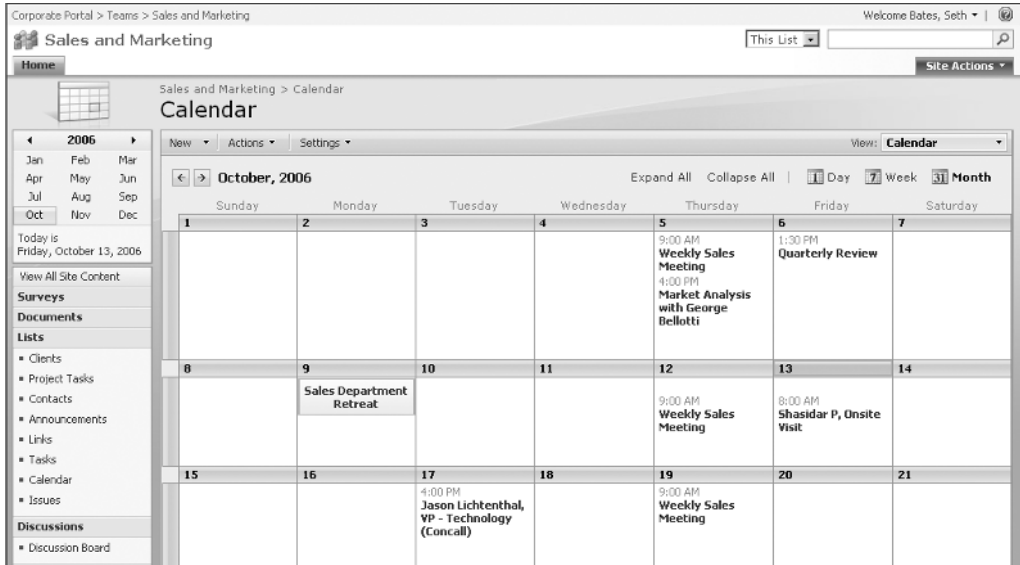 Corporate Portal > Teams > Sales and Marketing
Welcome Bates, Seth
Sales and Marketing
This List
Home
Site Actions
Sales and Marketing > Calendar
Calendar
2006
Jan Feb Mar
Apr May Jun
Jul Aug Sep
Oct Nov Dec
Today is
Friday, October 13, 2006
View All Site Content
Surveys
Documents
Lists
Clients
Project Tasks
Contacts
Announcements
Links
Tasks
Calendar
Issues
Discussions
Discussion Board
New Actions Settings
View: Calendar
October, 2006
Expand All Collapse All | 1 Day 7 Week 31 Month
Sunday Monday Tuesday Wednesday Thursday Friday Saturday
1 2 3 4 5 6 7
9:00 AM
Weekly Sales
Meeting
4:00 PM
Market Analysis
with George
Bellotti
1:30 PM
Quarterly Review
8 9 10 11 12 13 14
Sales Department
Retreat
9:00 AM
Weekly Sales
Meeting
8:00 AM
Shasidar P, Onsite
Visit
15 16 17 18 19 20 21
4:00 PM
Jason Lichtenthal,
VP - Technology
(Concall)
9:00 AM
Weekly Sales
Meeting